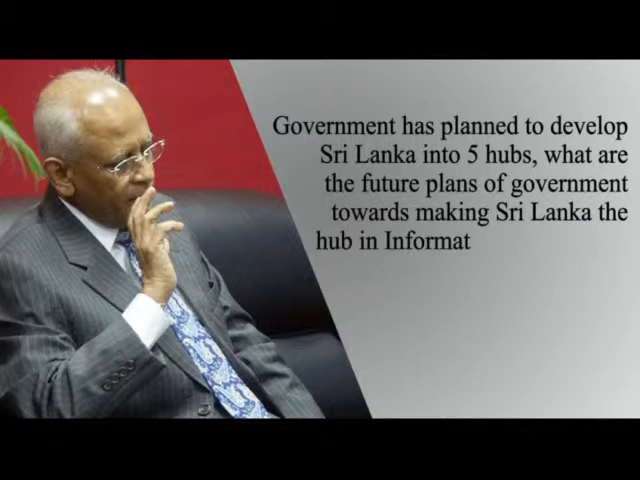 Government has planned to develop
Sri Lanka into 5 hubs, what are
the future plans of government
towards making Sri Lanka the
hub in Informat